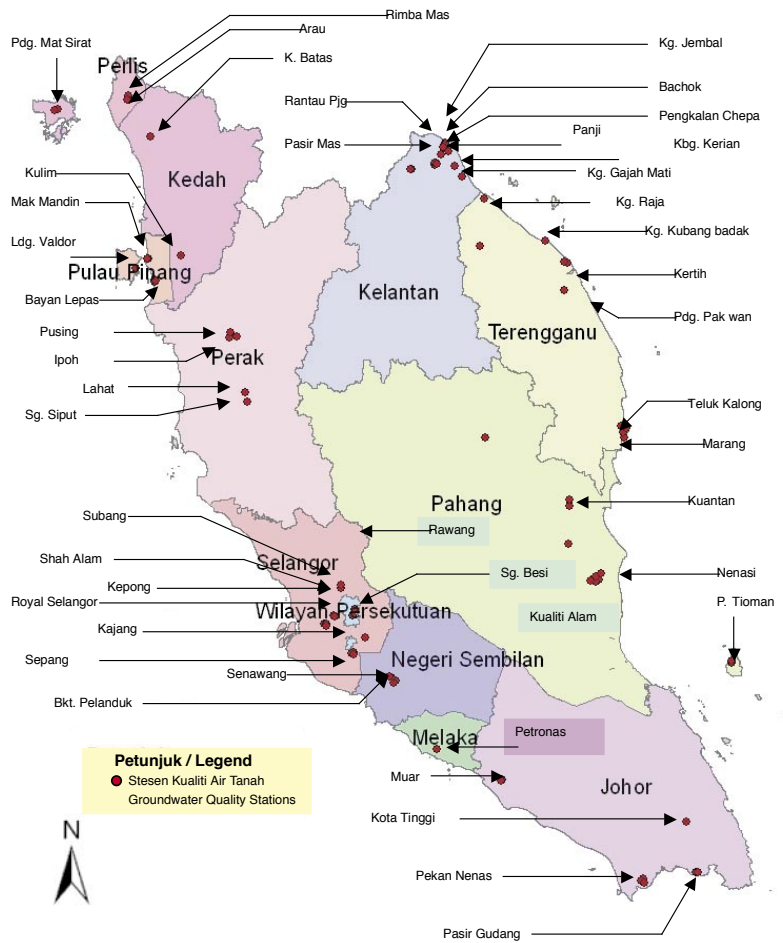 Rimba Mas
Arau
Pdg. Mat Sirat
Kg. Jembal
Perlis
K. Batas
Bachok
Rantau Pjg
Pengkalan Chepa
Panji
Pasir Mas
Kbg. Kerian
Kulim
Kedah
Kg. Gajah Mati
Mak Mandin
Kg. Raja
Kg. Kubang badak
Ldg. Valdor
Pulau Pinang
Kertih
Bayan Lepas
Kelantan
Pdg. Pak wan
Pusing
Terengganu
Ipoh
Perak
Lahat
Teluk Kalong
Sg. Siput
Marang
Pahang
Kuantan
Subang
Rawang
Shah Alam
Selangor
Sg. Besi
Nenasi
Kepong
Royal Selangor
Wilayah Persekutuan
P. Tioman
Kualiti Alam
Kajang
Sepang
Negeri Sembilan
Senawang
Bkt. Pelanduk
Melaka
Petronas
Petunjuk / Legend
Stesen Kualiti Air Tanah
Groundwater Quality Stations
Muar
Johor
Kota Tinggi
N
Pekan Nenas
Pasir Gudang